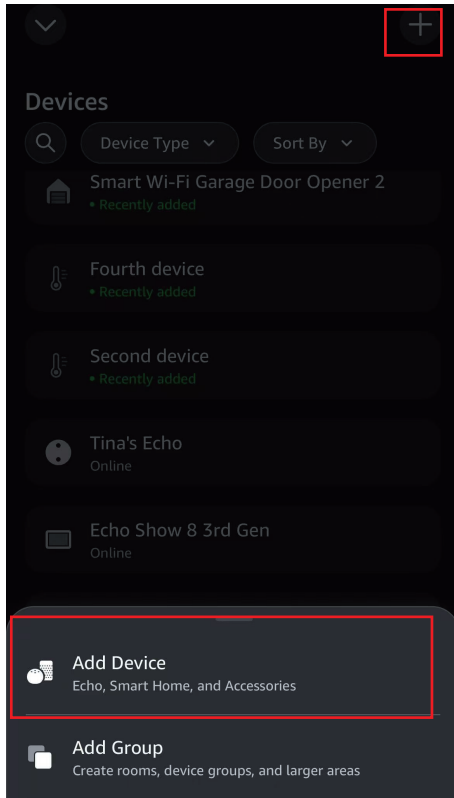 Devices
Device Type
Sort By
Smart Wi-Fi Garage Door Opener 2
• Recently added
Fourth device
• Recently added
Second device
• Recently added
Tina's Echo
Online
Echo Show 8 3rd Gen
Online
Add Device
Echo, Smart Home, and Accessories
Add Group
Create rooms, device groups, and larger areas